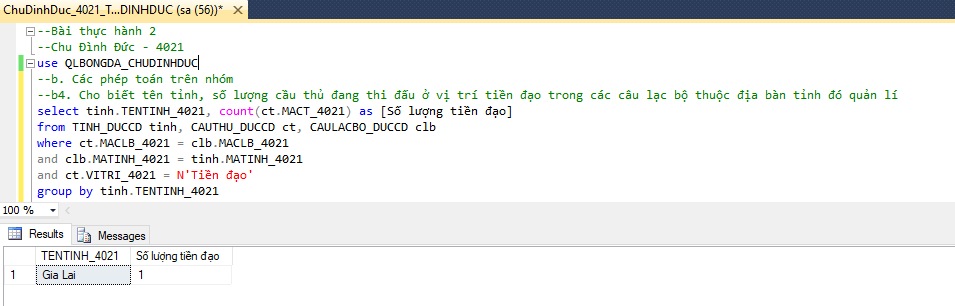 ChuDinhDuc_4021_T...DINHDUC (sa (56))*
--Bài thực hành 2
--Chu Đình Đức - 4021
use QLBONGDA_CHUDINHDUC
--b. Các phép toán trên nhóm
--b4. Cho biết tên tỉnh, số lượng cầu thủ đang thi đấu ở vị trí tiền đạo trong các câu lạc bộ thuộc địa bàn tỉnh đó quản lí
select tinh.TENTINH_4021, count(ct.MACT_4021) as [Số lượng tiền đạo]
from TINH_DUCCD tinh, CAUTHU_DUCCD ct, CAULACBO_DUCCD clb
where ct.MACLB_4021 = clb.MACLB_4021
and clb.MATINH_4021 = tinh.MATINH_4021
and ct.VITRI_4021 = N'Tiền đạo'
group by tinh.TENTINH_4021
100 %
Results Messages
TENTINH_4021 Số lượng tiền đạo
1 Gia Lai 1